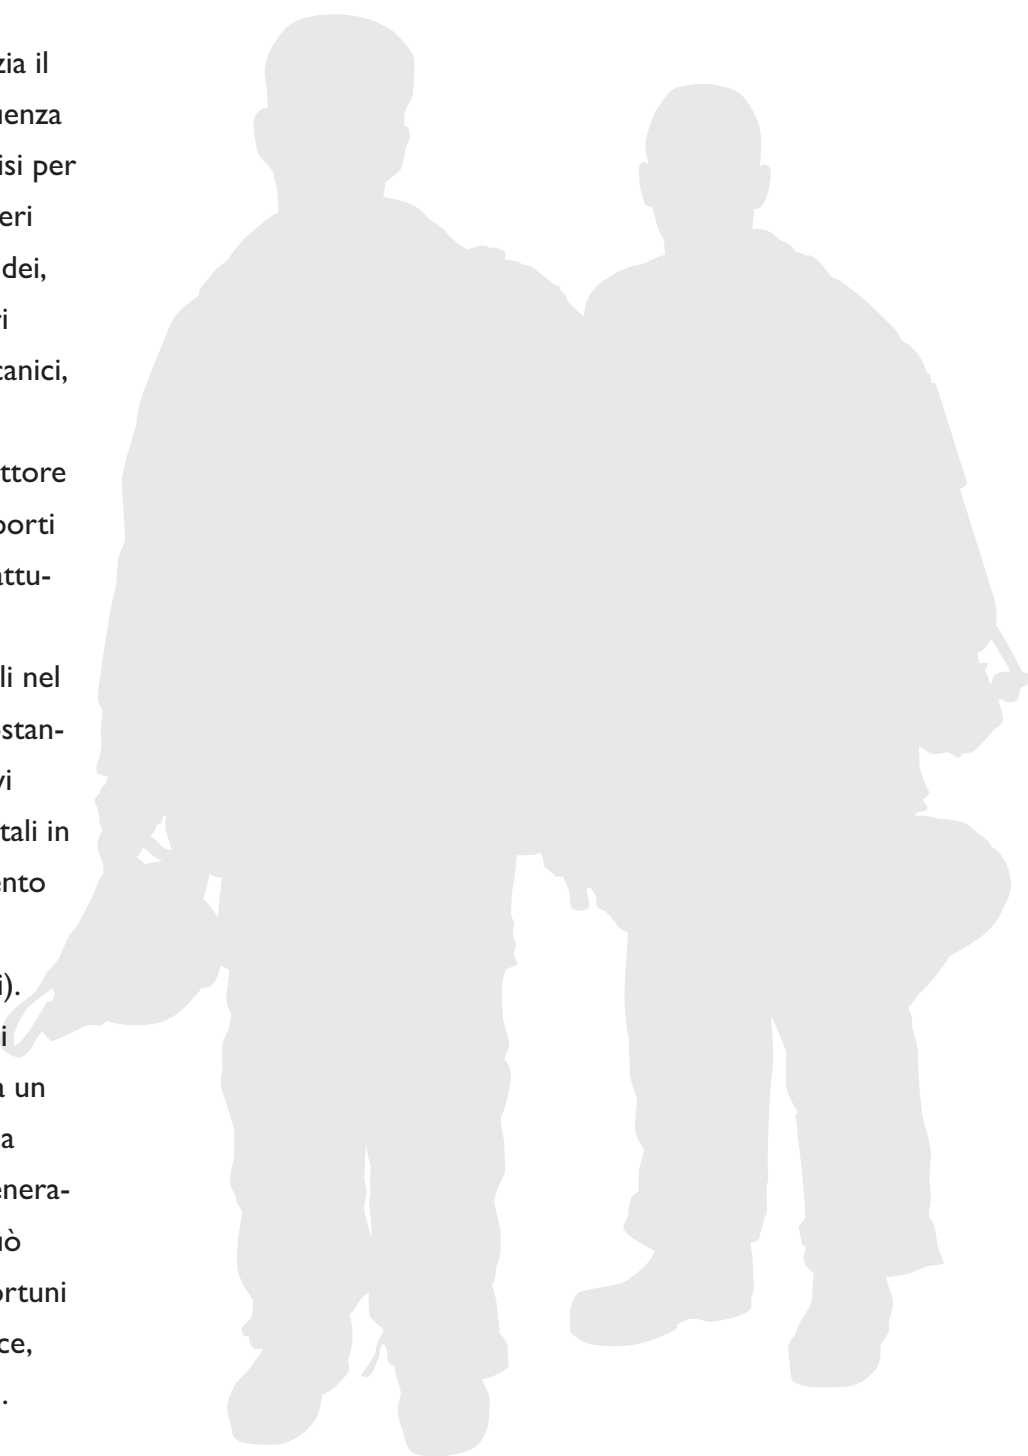 zia il
uenza
isi per
eri
dei,
ri
canici,
ttore
porti
attu-
li nel
stan-
vi
tali in
ento
i).
i
a un
a
enera-
uò
ortuni
ce,
.